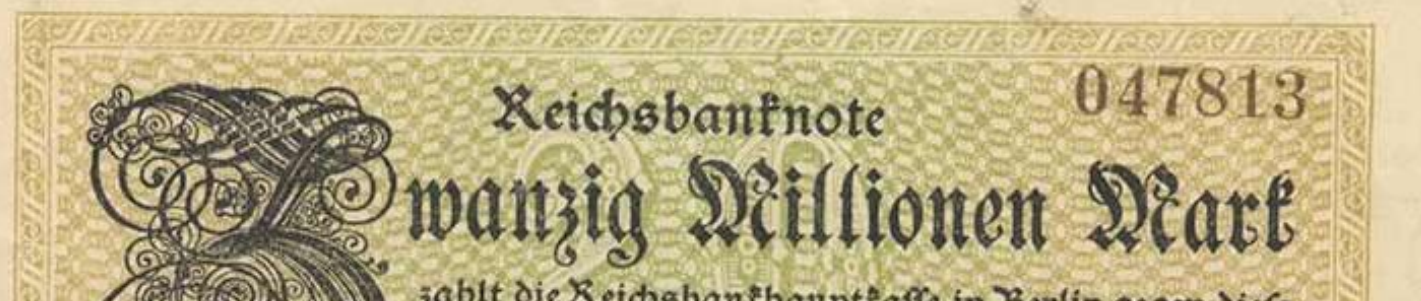 Reichsbanknote
047813
Zwanzig Millionen Mark
zahlt die Reichsbankhauptkasse in Berlin gegen diese